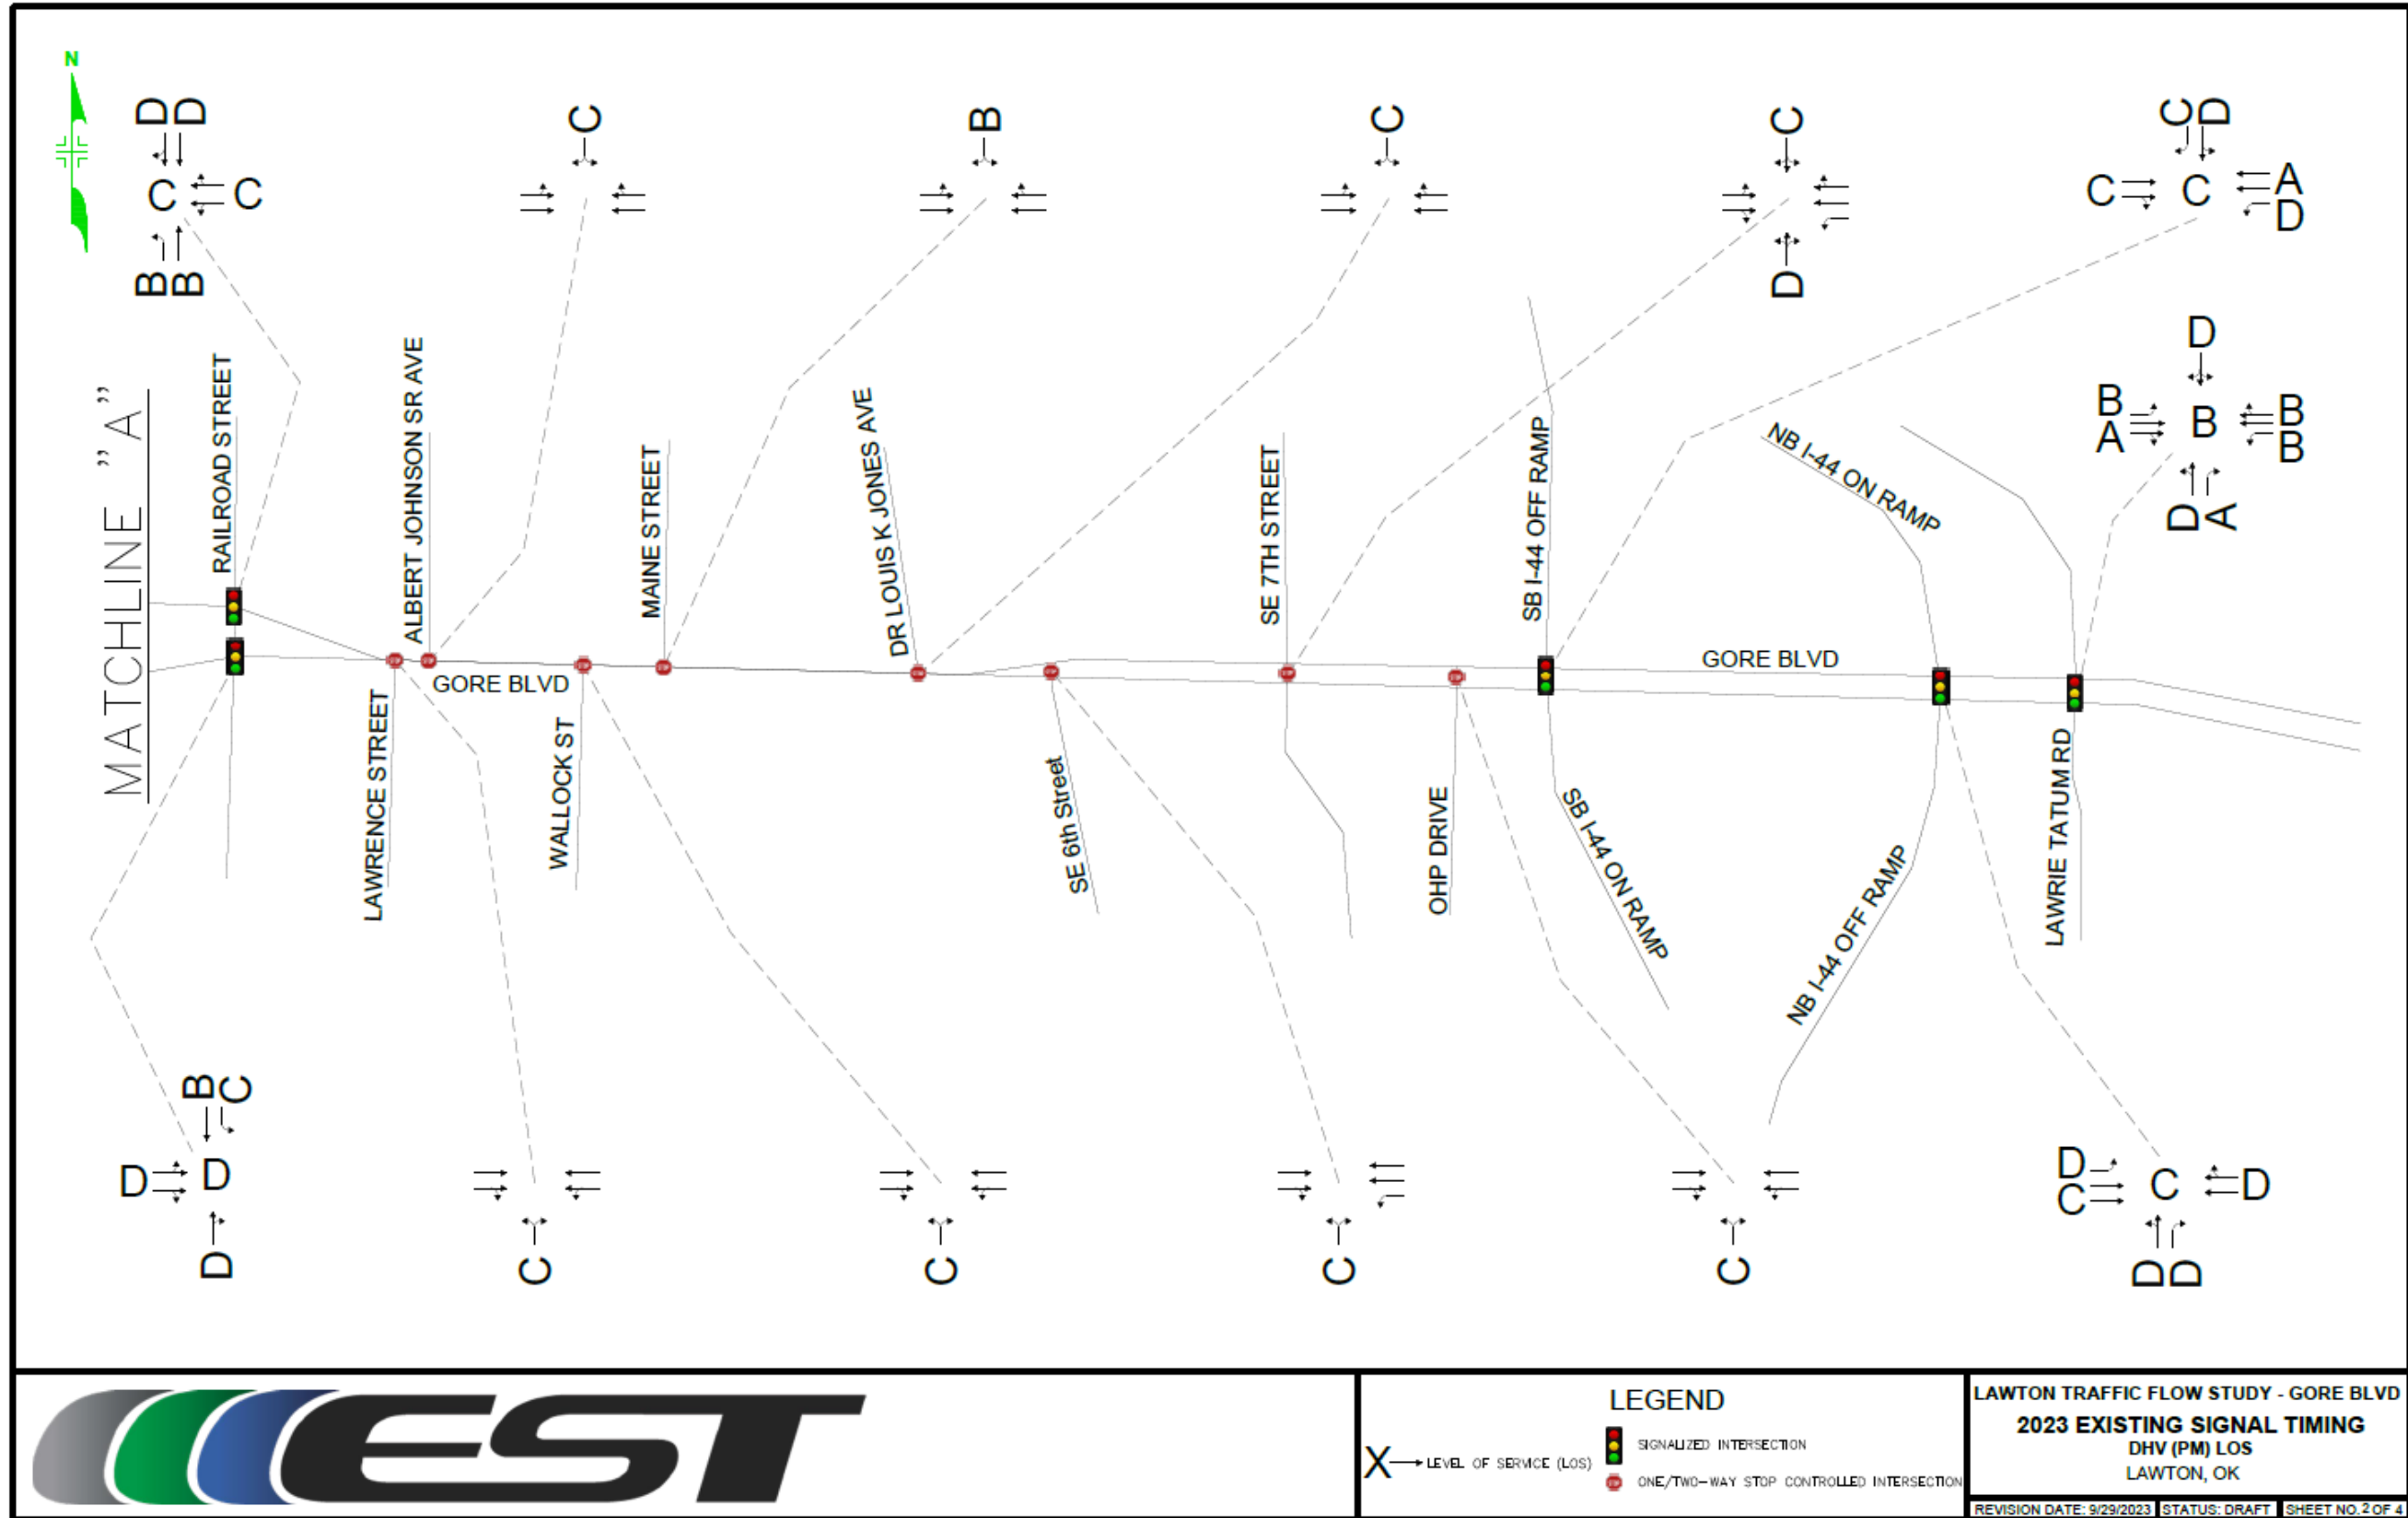 N
D D
C
C
B B
C
B
C
C
D
C D
C
C
A
D
D
B
A
B
B
B
D A
MATCHLINE "A"
RAILROAD STREET
ALBERT JOHNSON SR AVE
MAINE STREET
DR LOUIS K JONES AVE
SE 7TH STREET
SB I-44 OFF RAMP
NB I-44 ON RAMP
GORE BLVD
GORE BLVD
LAWRENCE STREET
WALLOCK ST
SE 6th Street
OHP DRIVE
SB I-44 ON RAMP
NB I-44 OFF RAMP
LAWRIE TATUM RD
B C
D
D
D
C
C
C
C
D
C
C
D
D D
EST
LEGEND
X LEVEL OF SERVICE (LOS)
SIGNALIZED INTERSECTION
ONE/TWO-WAY STOP CONTROLLED INTERSECTION
LAWTON TRAFFIC FLOW STUDY - GORE BLVD
2023 EXISTING SIGNAL TIMING
DHV (PM) LOS
LAWTON, OK
REVISION DATE: 9/29/2023 STATUS: DRAFT SHEET NO. 2 OF 4